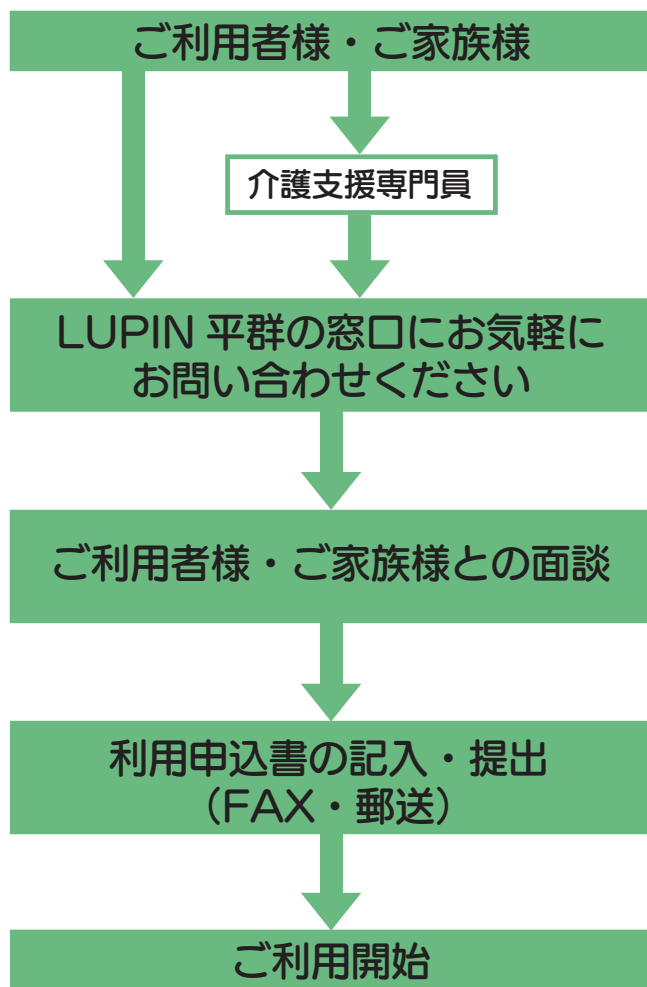 ご利用者様・ご家族様
介護支援専門員
LUPIN 平群の窓口にお気軽に
お問い合わせください
ご利用者様・ご家族様との面談
利用申込書の記入・提出
（FAX・郵送）
ご利用開始